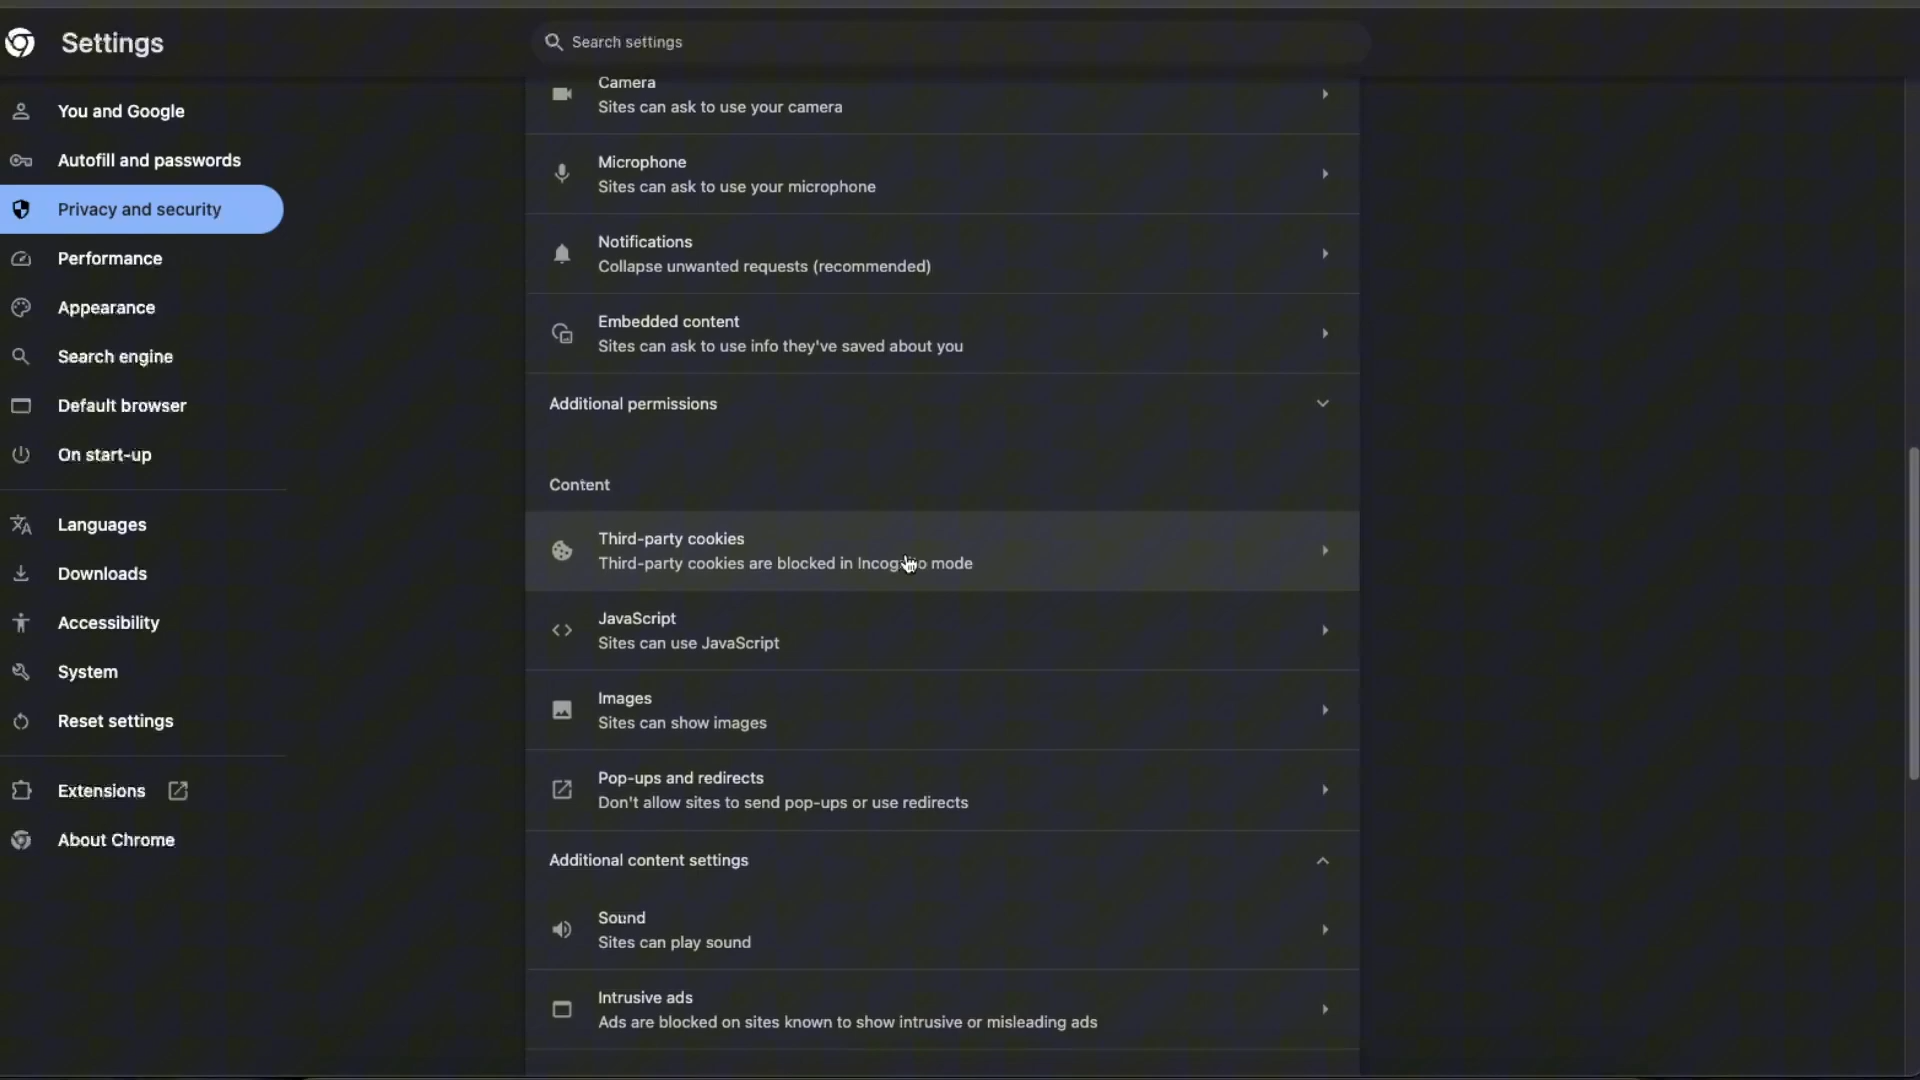 Settings
Search settings
You and Google
Autofill and passwords
Privacy and security
Performance
Appearance
Search engine
Default browser
On start-up
Languages
Downloads
Accessibility
System
Reset settings
Extensions
About Chrome
Camera
Sites can ask to use your camera
Microphone
Sites can ask to use your microphone
Notifications
Collapse unwanted requests (recommended)
Embedded content
Sites can ask to use info they've saved about you
Additional permissions
Content
Third-party cookies
Third-party cookies are blocked in Incognito mode
JavaScript
Sites can use JavaScript
Images
Sites can show images
Pop-ups and redirects
Don't allow sites to send pop-ups or use redirects
Additional content settings
Sound
Sites can play sound
Intrusive ads
Ads are blocked on sites known to show intrusive or misleading ads